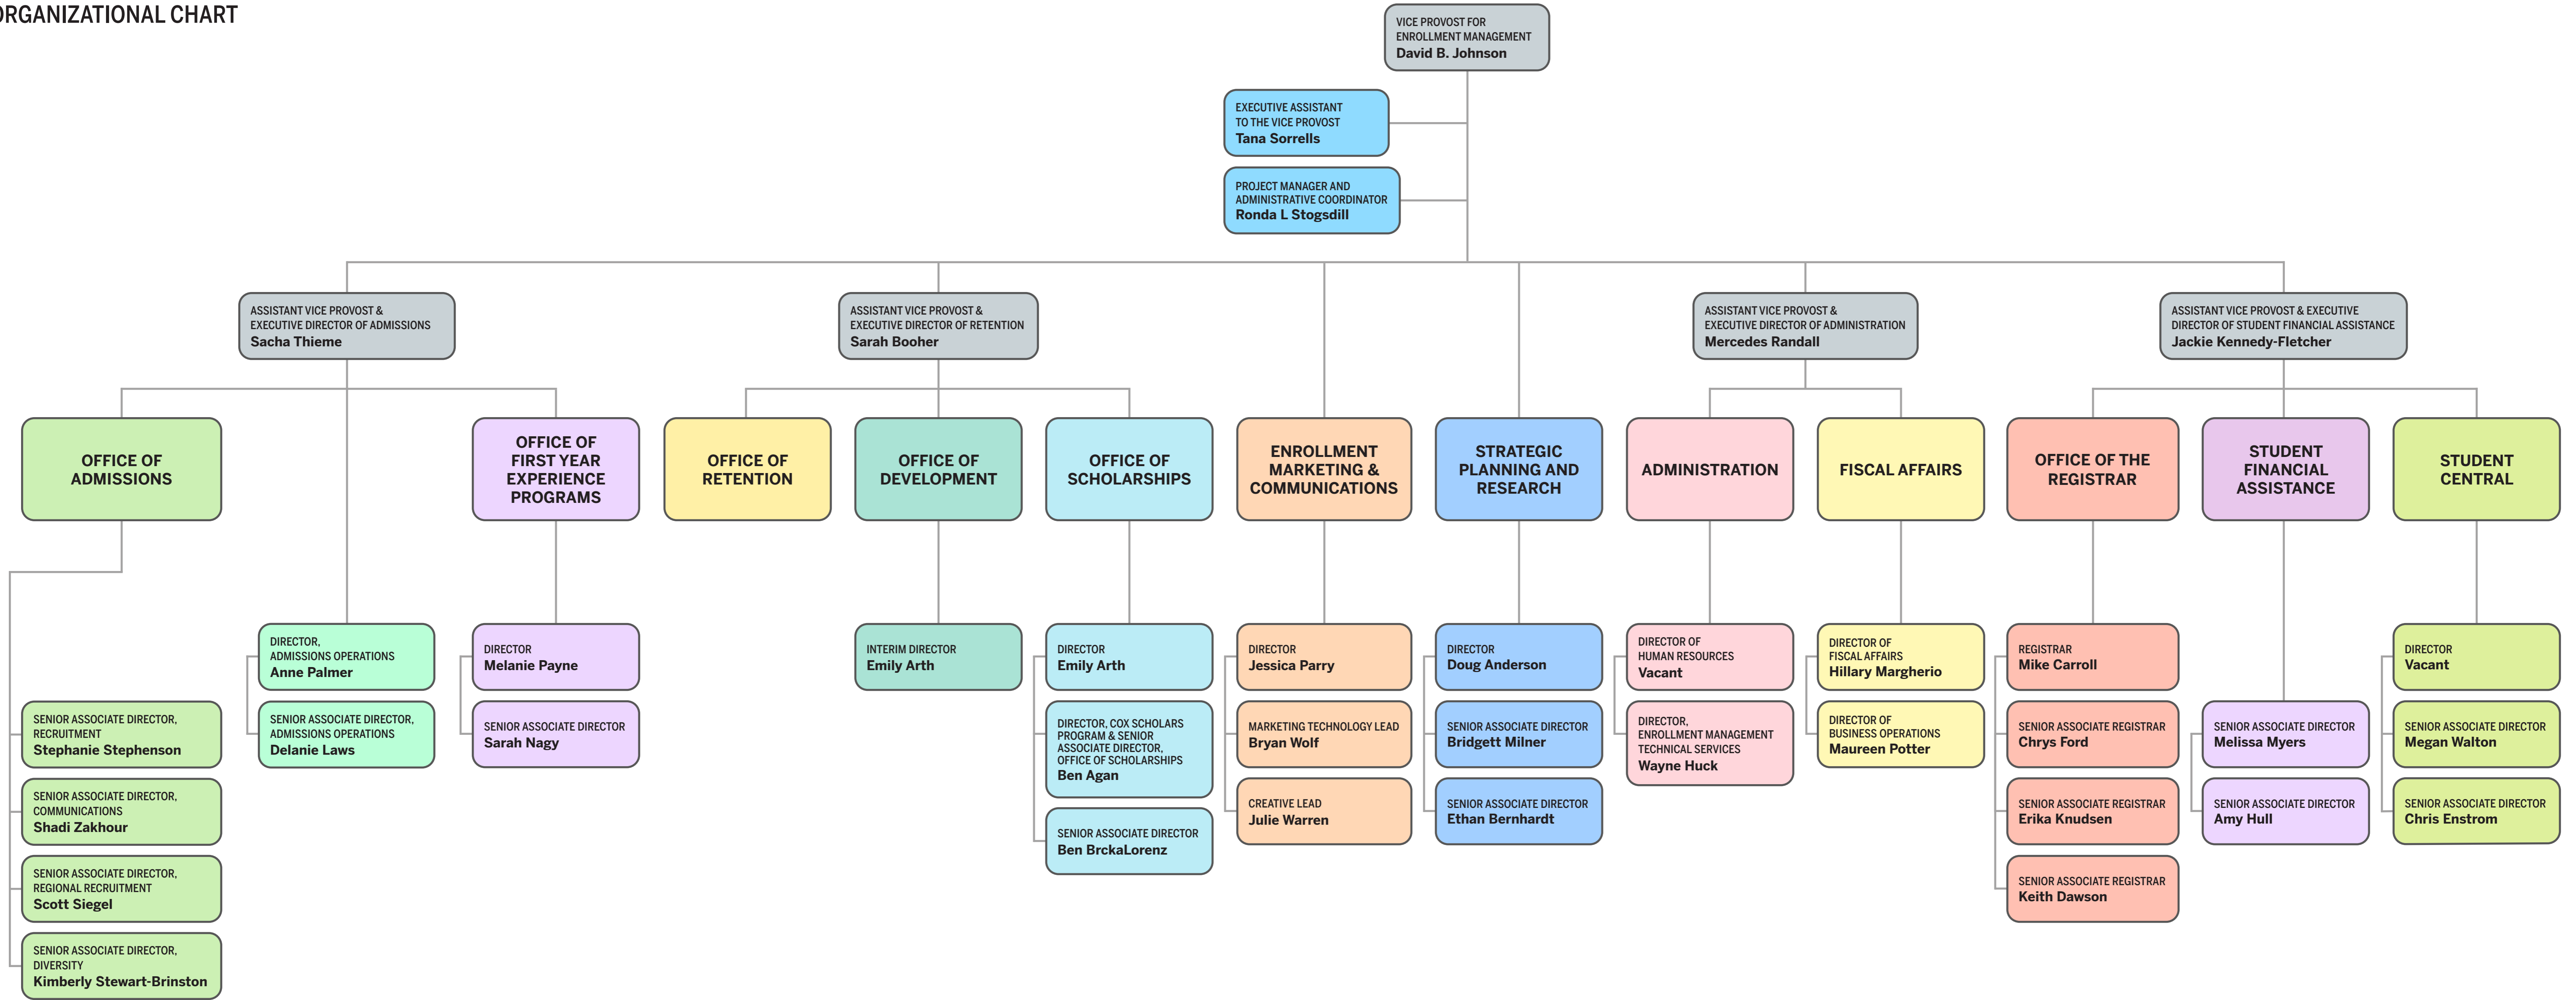 ORGANIZATIONAL CHART
VICE PROVOST FOR
ENROLLMENT MANAGEMENT
David B. Johnson
EXECUTIVE ASSISTANT
TO THE VICE PROVOST
Tana Sorrells
PROJECT MANAGER AND
ADMINISTRATIVE COORDINATOR
Ronda L Stogsdill
ASSISTANT VICE PROVOST &
EXECUTIVE DIRECTOR OF ADMISSIONS
Sacha Thieme
ASSISTANT VICE PROVOST &
EXECUTIVE DIRECTOR OF RETENTION
Sarah Booher
ASSISTANT VICE PROVOST &
EXECUTIVE DIRECTOR OF ADMINISTRATION
Mercedes Randall
ASSISTANT VICE PROVOST & EXECUTIVE
DIRECTOR OF STUDENT FINANCIAL ASSISTANCE
Jackie Kennedy-Fletcher
OFFICE OF
ADMISSIONS
OFFICE OF
FIRST YEAR
EXPERIENCE
PROGRAMS
OFFICE OF
RETENTION
OFFICE OF
DEVELOPMENT
OFFICE OF
SCHOLARSHIPS
ENROLLMENT
MARKETING &
COMMUNICATIONS
STRATEGIC
PLANNING AND
RESEARCH
ADMINISTRATION
FISCAL AFFAIRS
OFFICE OF THE
REGISTRAR
STUDENT
FINANCIAL
ASSISTANCE
STUDENT
CENTRAL
SENIOR ASSOCIATE DIRECTOR,
RECRUITMENT
Stephanie Stephenson
SENIOR ASSOCIATE DIRECTOR,
COMMUNICATIONS
Shadi Zakhour
SENIOR ASSOCIATE DIRECTOR,
REGIONAL RECRUITMENT
Scott Siegel
SENIOR ASSOCIATE DIRECTOR,
DIVERSITY
Kimberly Stewart-Brinston
DIRECTOR,
ADMISSIONS OPERATIONS
Anne Palmer
SENIOR ASSOCIATE DIRECTOR,
ADMISSIONS OPERATIONS
Delanie Laws
DIRECTOR
Melanie Payne
SENIOR ASSOCIATE DIRECTOR
Sarah Nagy
INTERIM DIRECTOR
Emily Arth
DIRECTOR
Emily Arth
DIRECTOR, COX SCHOLARS
PROGRAM & SENIOR
ASSOCIATE DIRECTOR,
OFFICE OF SCHOLARSHIPS
Ben Agan
SENIOR ASSOCIATE DIRECTOR
Ben BrckaLorenz
DIRECTOR
Jessica Parry
MARKETING TECHNOLOGY LEAD
Bryan Wolf
CREATIVE LEAD
Julie Warren
DIRECTOR
Doug Anderson
SENIOR ASSOCIATE DIRECTOR
Bridgett Milner
SENIOR ASSOCIATE DIRECTOR
Ethan Bernhardt
DIRECTOR OF
HUMAN RESOURCES
Vacant
DIRECTOR,
ENROLLMENT MANAGEMENT
TECHNICAL SERVICES
Wayne Huck
DIRECTOR OF
FISCAL AFFAIRS
Hillary Margherio
DIRECTOR OF
BUSINESS OPERATIONS
Maureen Potter
REGISTRAR
Mike Carroll
SENIOR ASSOCIATE REGISTRAR
Chrys Ford
SENIOR ASSOCIATE REGISTRAR
Erika Knudsen
SENIOR ASSOCIATE REGISTRAR
Keith Dawson
SENIOR ASSOCIATE DIRECTOR
Melissa Myers
SENIOR ASSOCIATE DIRECTOR
Amy Hull
DIRECTOR
Vacant
SENIOR ASSOCIATE DIRECTOR
Megan Walton
SENIOR ASSOCIATE DIRECTOR
Chris Enstrom